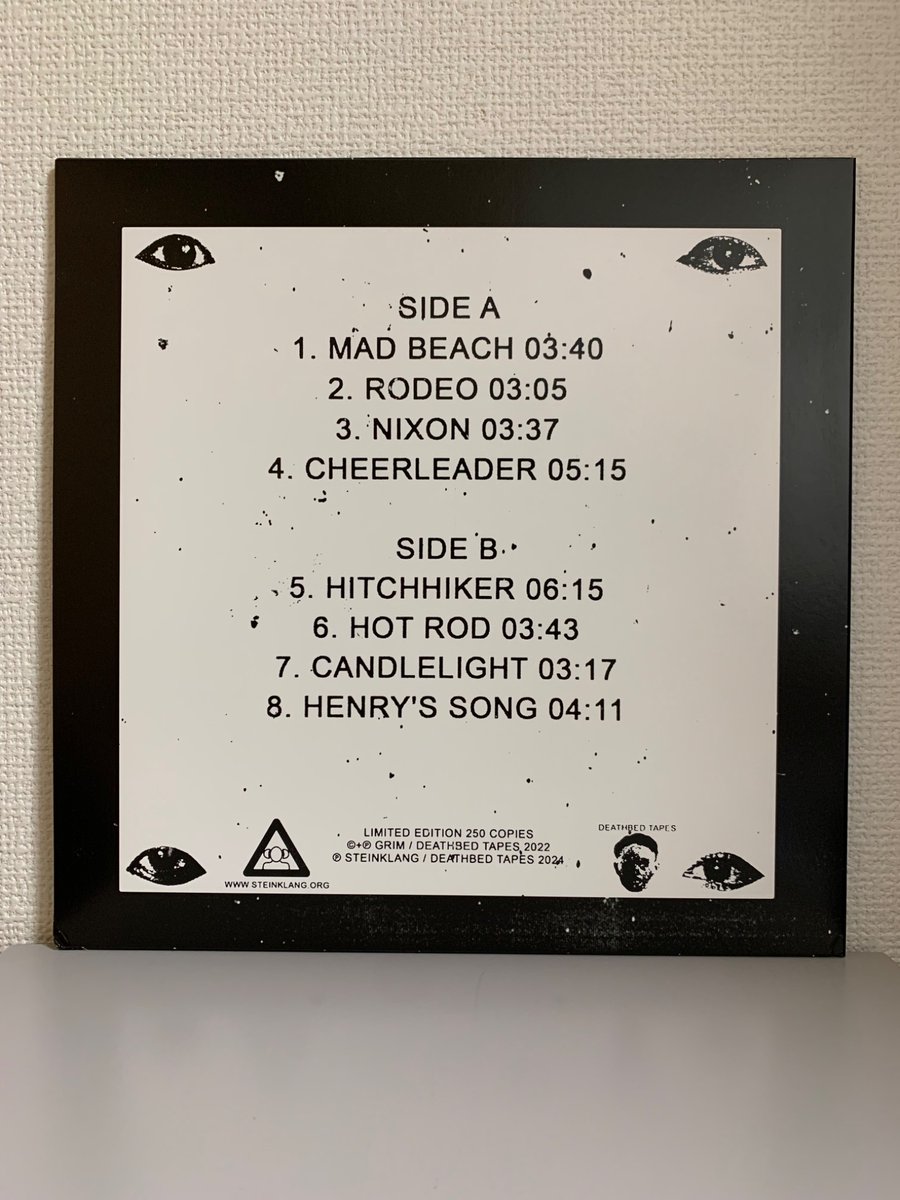 SIDE A
1. MAD BEACH 03:40
2. RODEO 03:05
3. NIXON 03:37
4. CHEERLEADER 05:15
SIDE B
5. HITCHHIKER 06:15
6. HOT ROD 03:43
7. CANDLELIGHT 03:17
8. HENRY'S SONG 04:11
LIMITED EDITION 250 COPIES
©+℗ GRIM / DEATHBED TAPES 2022
℗ STEINKLANG / DEATHBED TAPES 2024
WWW.STEINKLANG.ORG
DEATHBED TAPES